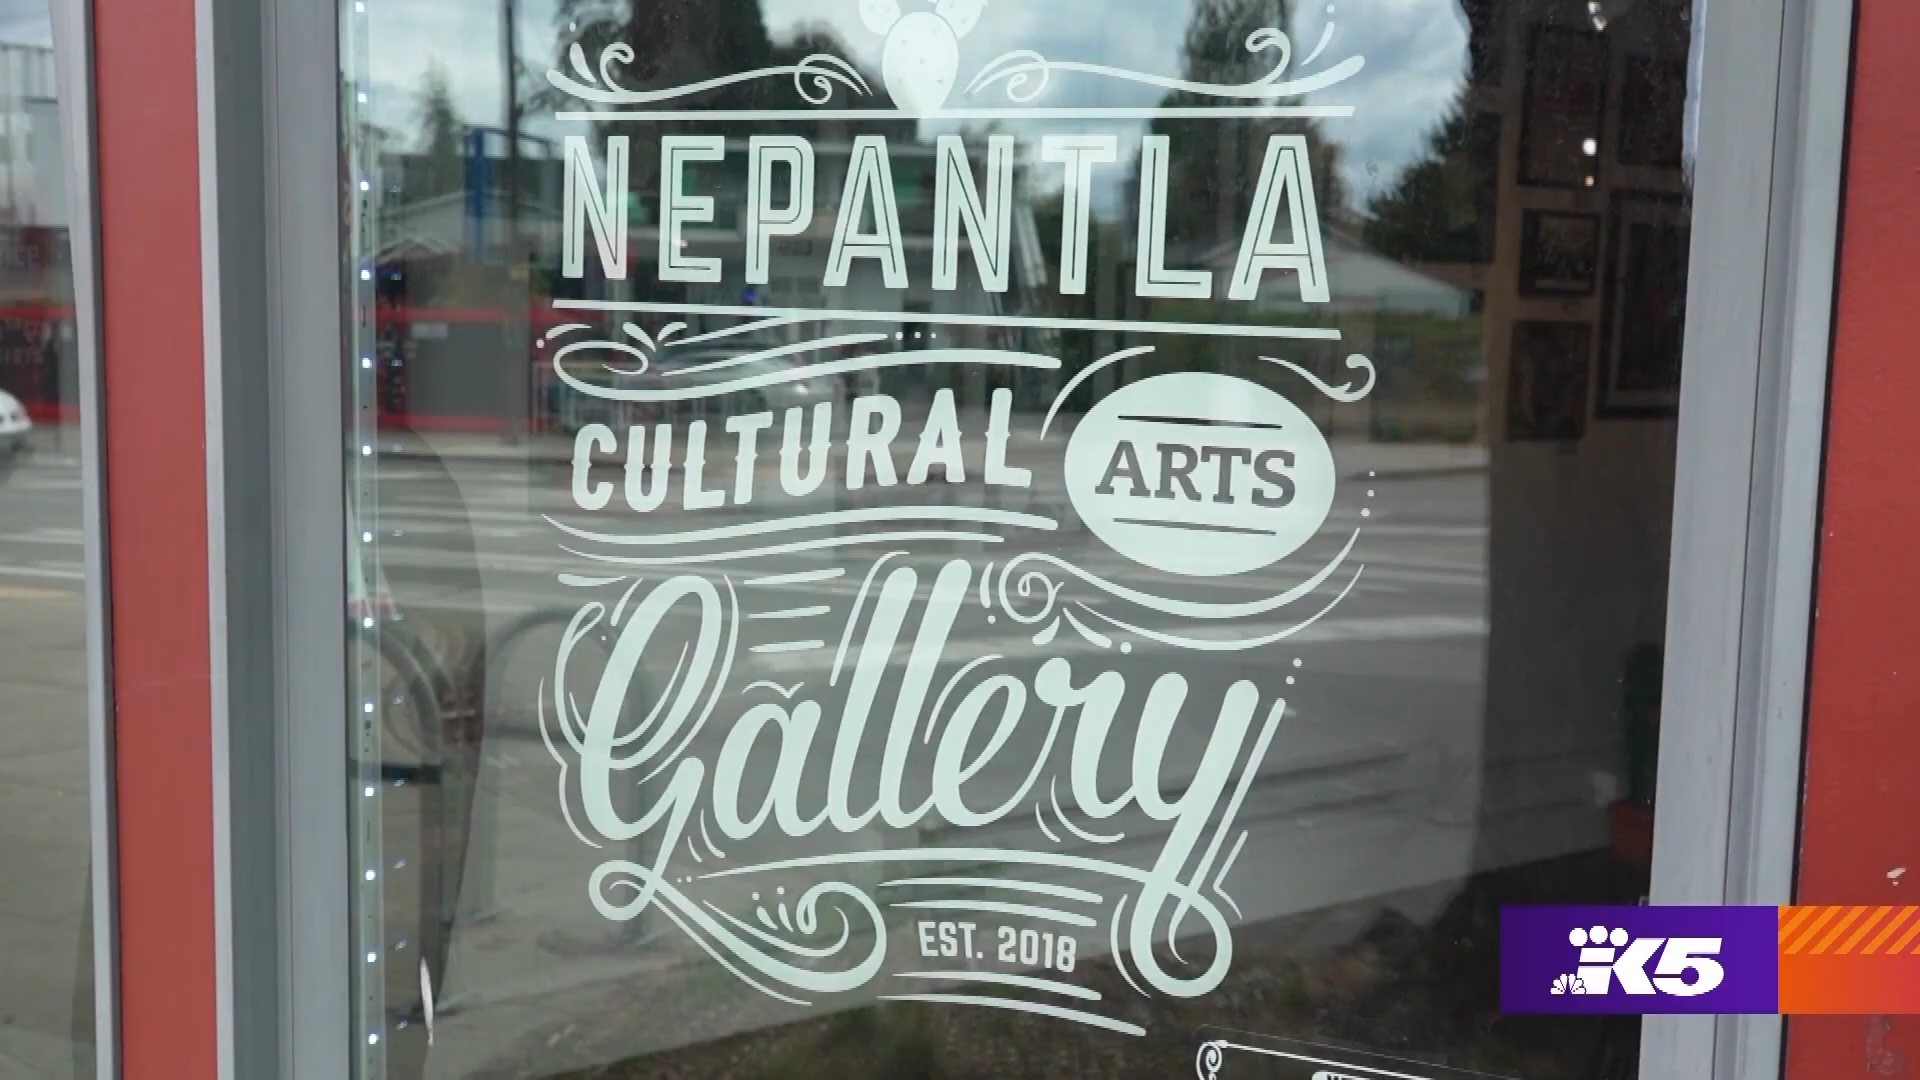 NEPANTLA
CULTURAL ARTS
Gallery
EST. 2018
K5